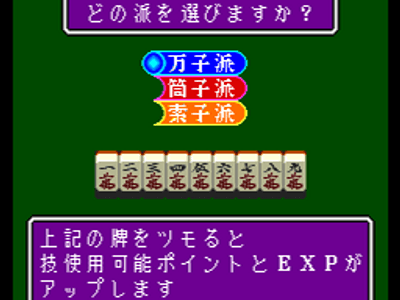 どの派を選びますか?
万子派
筒子派
索子派
一萬 二萬 三萬 四萬 伍萬 六萬 七萬 八萬 九萬
上記の牌をツモると
技使用可能ポイントとEXPが
アップします